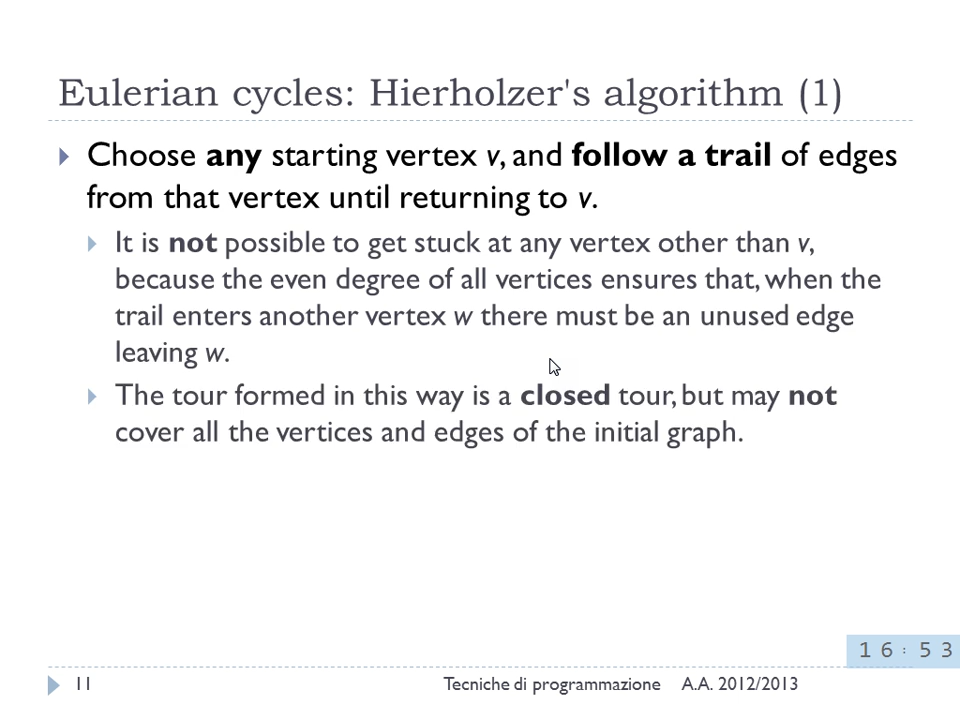 Eulerian cycles: Hierholzer's algorithm (1)
Choose any starting vertex v, and follow a trail of edges
from that vertex until returning to v.
It is not possible to get stuck at any vertex other than v,
because the even degree of all vertices ensures that, when the
trail enters another vertex w there must be an unused edge
leaving w.
The tour formed in this way is a closed tour, but may not
cover all the vertices and edges of the initial graph.
16:53
11 Tecniche di programmazione A.A. 2012/2013